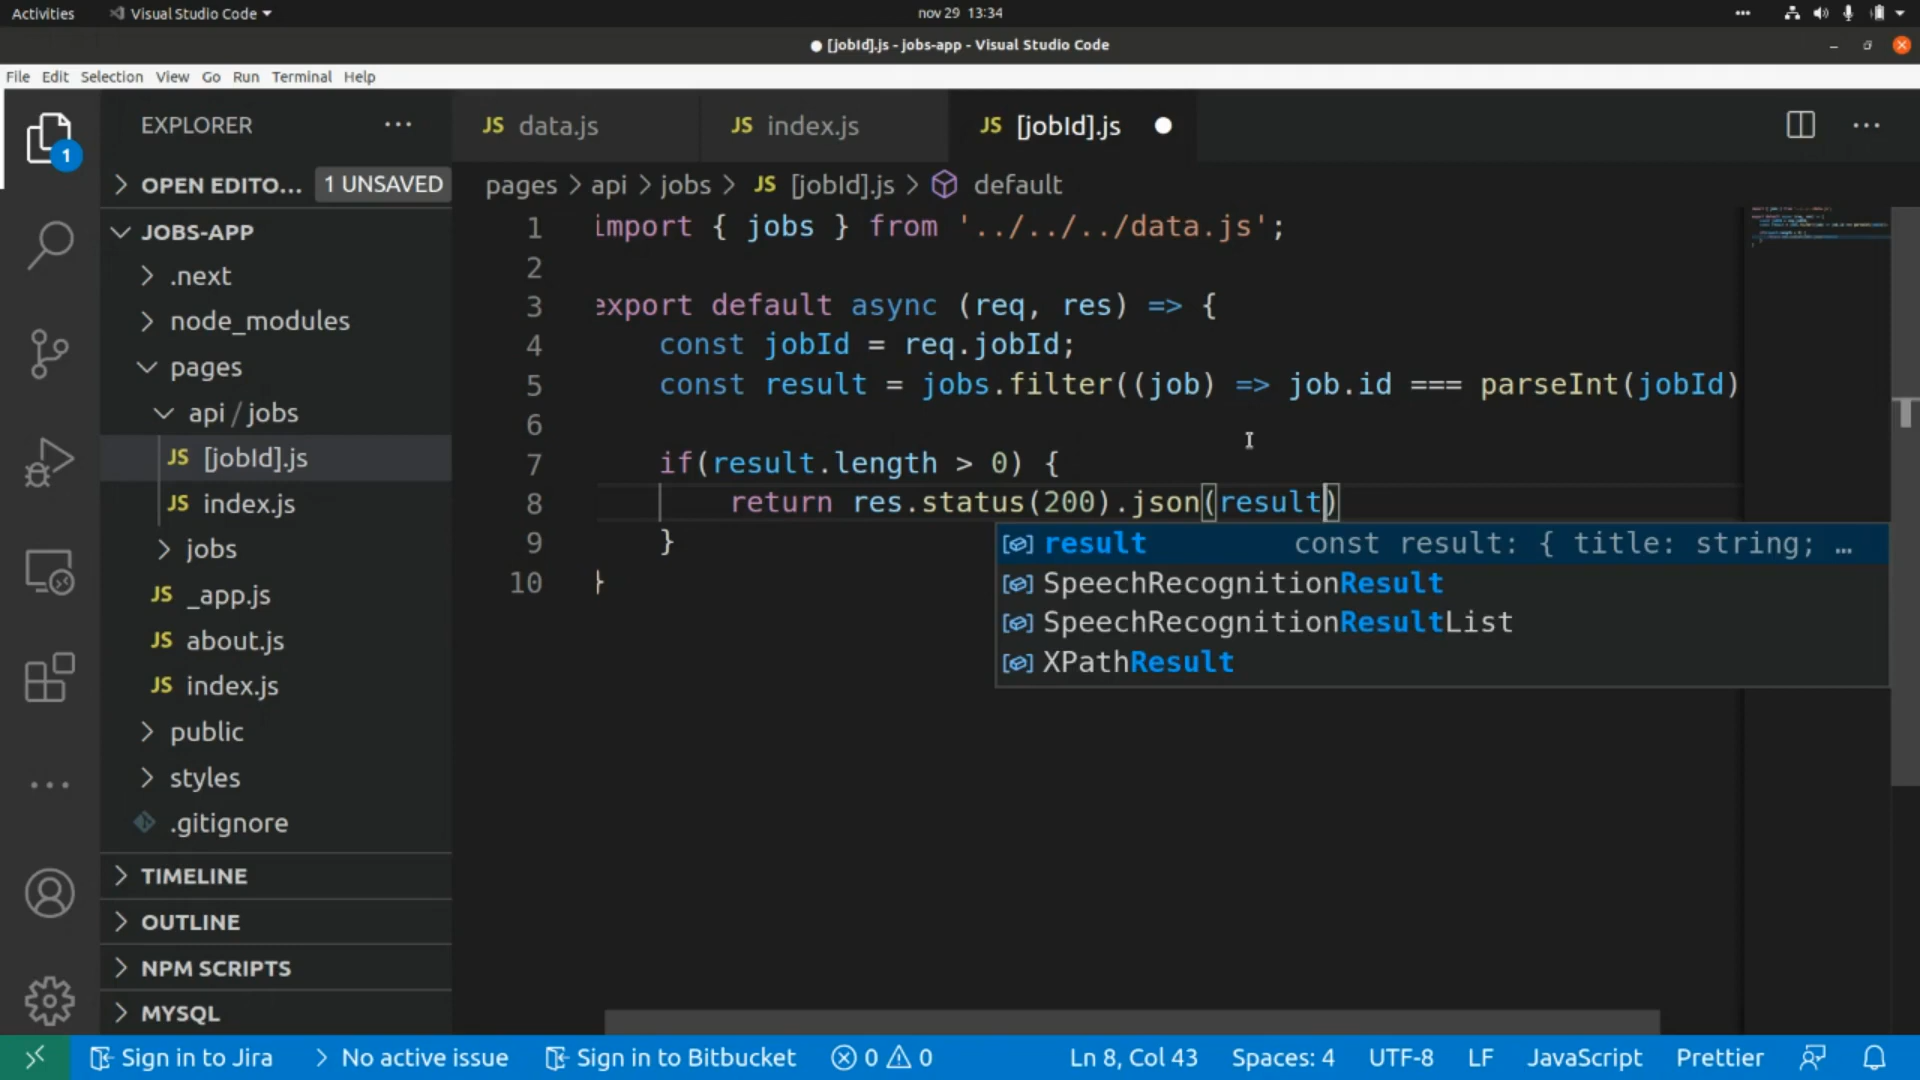 Activities Visual Studio Code nov 29 13:34
[jobId].js - jobs-app - Visual Studio Code
File Edit Selection View Go Run Terminal Help
EXPLORER
1
OPEN EDITO... 1 UNSAVED
JOBS-APP
.next
node_modules
pages
api / jobs
JS [jobId].js
JS index.js
jobs
JS _app.js
JS about.js
JS index.js
public
styles
.gitignore
TIMELINE
OUTLINE
NPM SCRIPTS
MYSQL
JS data.js JS index.js JS [jobId].js
pages > api > jobs > JS [jobId].js > default
1 import { jobs } from '../../../data.js';
2
3 export default async (req, res) => {
4 const jobId = req.jobId;
5 const result = jobs.filter((job) => job.id === parseInt(jobId)
6
7 if(result.length > 0) {
8 return res.status(200).json(result)
9 }
10 }
result const result: { title: string; …
SpeechRecognitionResult
SpeechRecognitionResultList
XPathResult
Sign in to Jira > No active issue Sign in to Bitbucket 0 0 Ln 8, Col 43 Spaces: 4 UTF-8 LF JavaScript Prettier